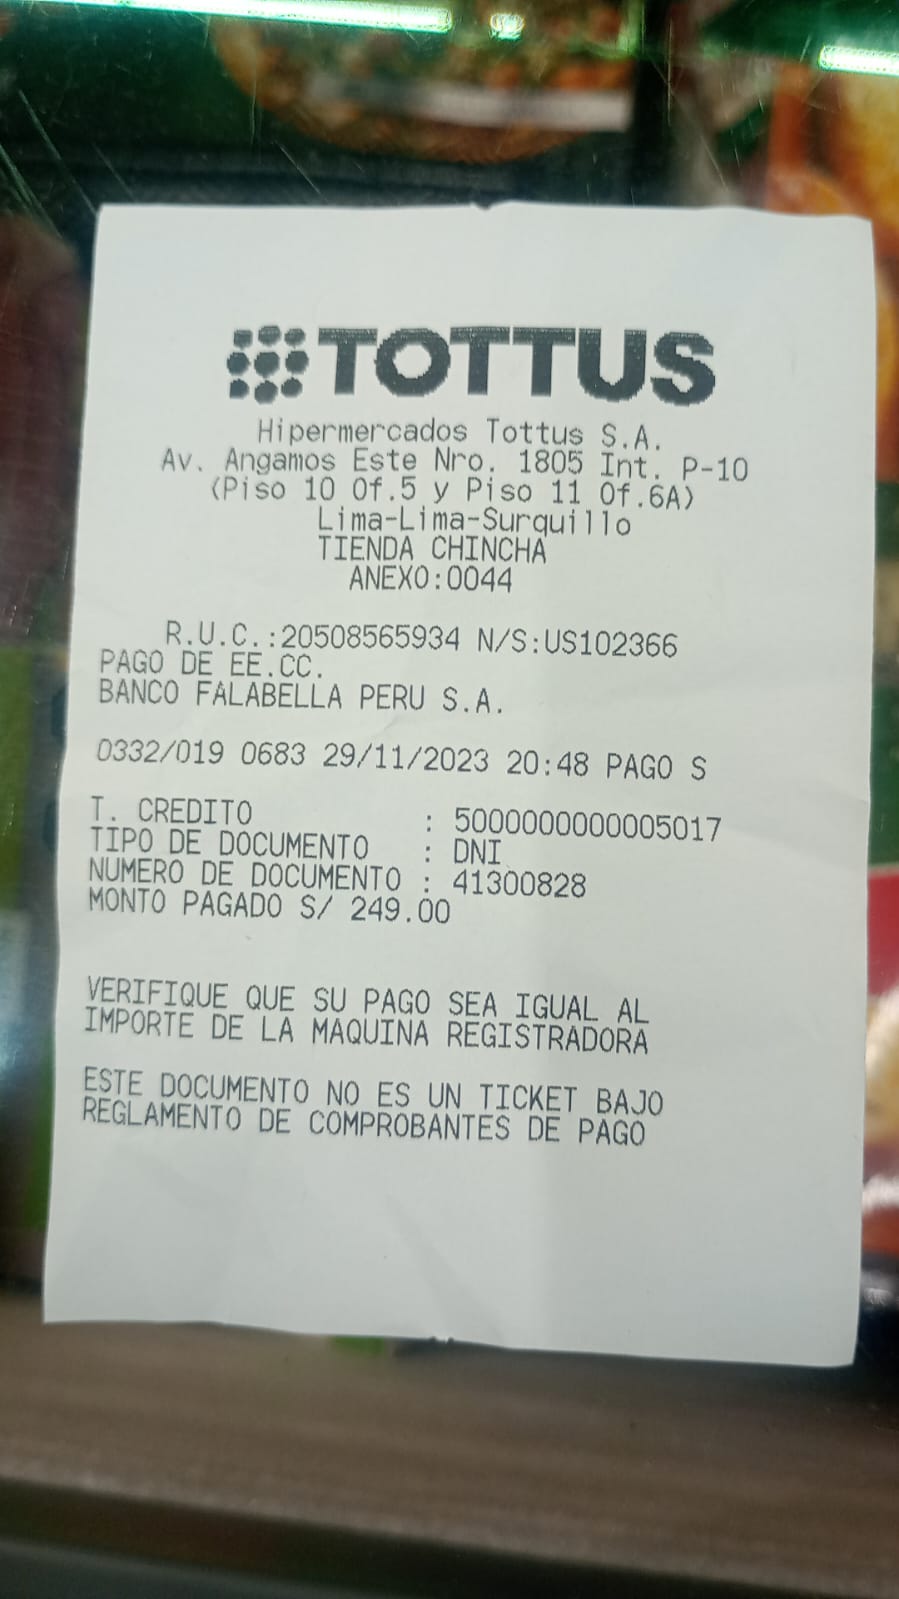 TOTTUS
Hipermercados Tottus S.A.
Av. Angamos Este Nro. 1805 Int. P-10
(Piso 10 Of.5 y Piso 11 Of.6A)
Lima-Lima-Surquillo
TIENDA CHINCHA
ANEXO:0044
R.U.C.:20508565934 N/S:US102366
PAGO DE EE.CC.
BANCO FALABELLA PERU S.A.
0332/019 0683 29/11/2023 20:48 PAGO S
T. CREDITO : 5000000000005017
TIPO DE DOCUMENTO : DNI
NUMERO DE DOCUMENTO : 41300828
MONTO PAGADO S/ 249.00
VERIFIQUE QUE SU PAGO SEA IGUAL AL
IMPORTE DE LA MAQUINA REGISTRADORA
ESTE DOCUMENTO NO ES UN TICKET BAJO
REGLAMENTO DE COMPROBANTES DE PAGO